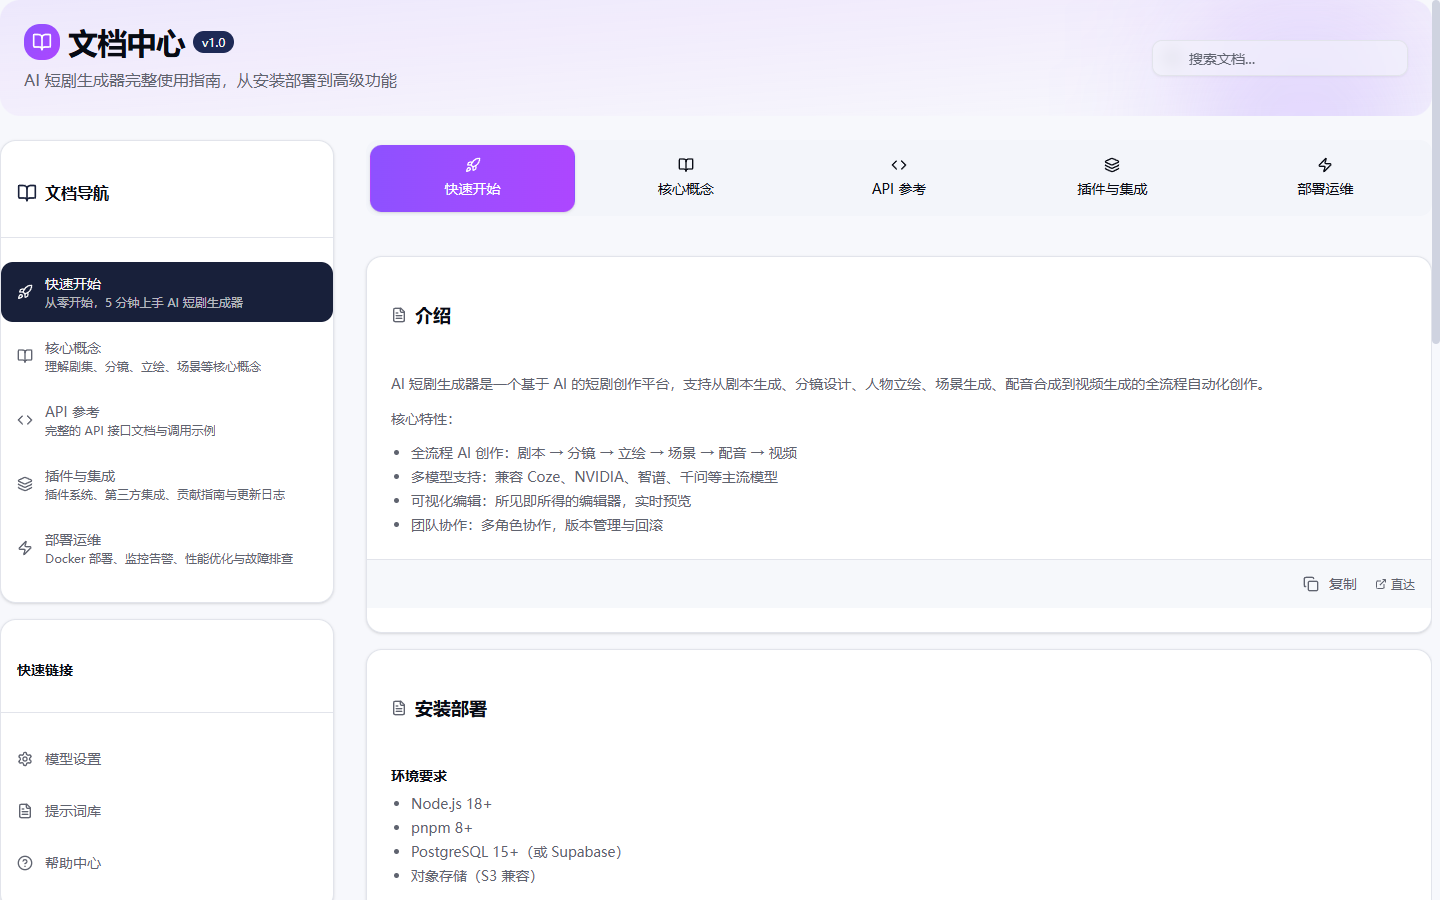 文档中心 v1.0
AI 短剧生成器完整使用指南，从安装部署到高级功能
搜索文档...
文档导航
快速开始
从零开始，5 分钟上手 AI 短剧生成器
核心概念
理解剧集、分镜、立绘、场景等核心概念
API 参考
完整的 API 接口文档与调用示例
插件与集成
插件系统、第三方集成、贡献指南与更新日志
部署运维
Docker 部署、监控告警、性能优化与故障排查
快速链接
模型设置
提示词库
帮助中心
快速开始
核心概念
API 参考
插件与集成
部署运维
介绍
AI 短剧生成器是一个基于 AI 的短剧创作平台，支持从剧本生成、分镜设计、人物立绘、场景生成、配音合成到视频生成的全流程自动化创作。
核心特性：
全流程 AI 创作：剧本 → 分镜 → 立绘 → 场景 → 配音 → 视频
多模型支持：兼容 Coze、NVIDIA、智谱、千问等主流模型
可视化编辑：所见即所得的编辑器，实时预览
团队协作：多角色协作，版本管理与回滚
复制 直达
安装部署
环境要求
Node.js 18+
pnpm 8+
PostgreSQL 15+（或 Supabase）
对象存储（S3 兼容）